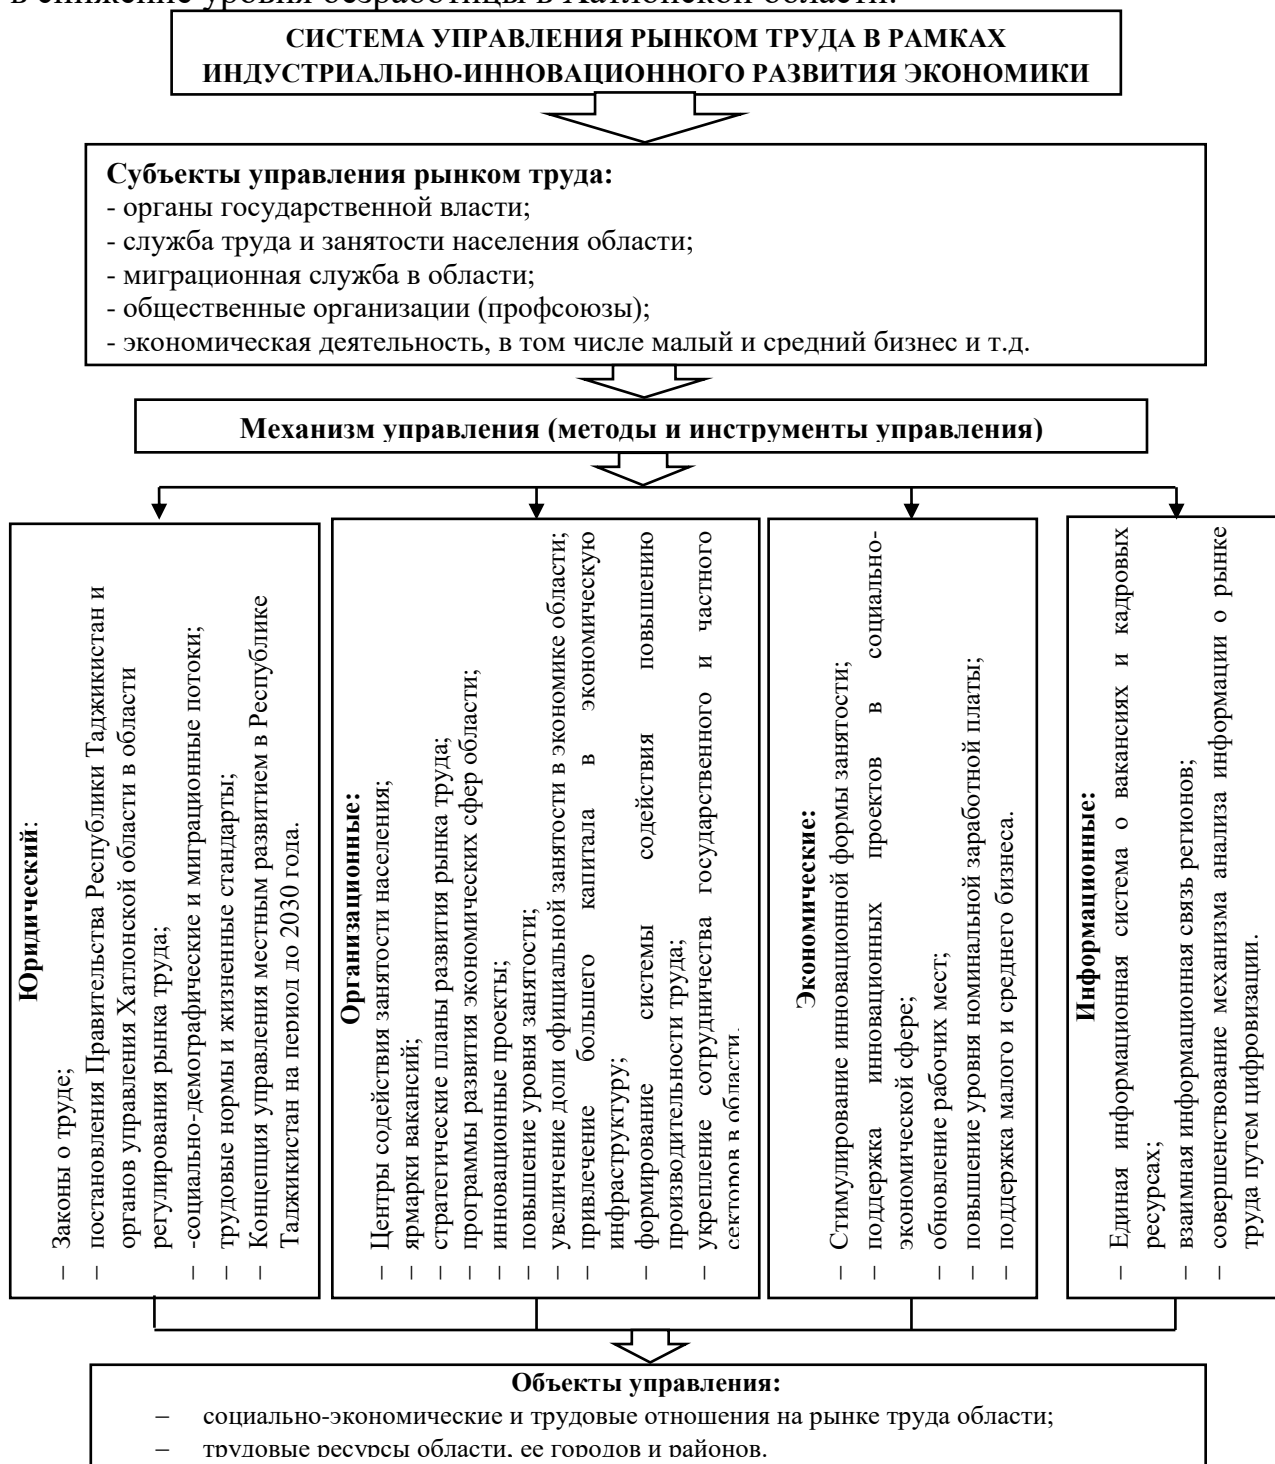 в снижение уровня безработицы в Хатлонской области.
СИСТЕМА УПРАВЛЕНИЯ РЫНКОМ ТРУДА В РАМКАХ
ИНДУСТРИАЛЬНО-ИННОВАЦИОННОГО РАЗВИТИЯ ЭКОНОМИКИ
Субъекты управления рынком труда:
- органы государственной власти;
- служба труда и занятости населения области;
- миграционная служба в области;
- общественные организации (профсоюзы);
- экономическая деятельность, в том числе малый и средний бизнес и т.д.
Механизм управления (методы и инструменты управления)
Юридический:
– Законы о труде;
– постановления Правительства Республики Таджикистан и
органов управления Хатлонской области в области
регулирования рынка труда;
– -социально-демографические и миграционные потоки;
– трудовые нормы и жизненные стандарты;
– Концепция управления местным развитием в Республике
Таджикистан на период до 2030 года.
Организационные:
– Центры содействия занятости населения;
– ярмарки вакансий;
– стратегические планы развития рынка труда;
– программы развития экономических сфер области;
– инновационные проекты;
– повышение уровня занятости;
– увеличение доли официальной занятости в экономике области;
– привлечение большего капитала в экономическую
инфраструктуру;
– формирование системы содействия повышению
производительности труда;
– укрепление сотрудничества государственного и частного
секторов в области.
Экономические:
– Стимулирование инновационной формы занятости;
– поддержка инновационных проектов в социально-
экономической сфере;
– обновление рабочих мест;
– повышение уровня номинальной заработной платы;
– поддержка малого и среднего бизнеса.
Информационные:
– Единая информационная система о вакансиях и кадровых
ресурсах;
– взаимная информационная связь регионов;
– совершенствование механизма анализа информации о рынке
труда путем цифровизации.
Объекты управления:
– социально-экономические и трудовые отношения на рынке труда области;
– трудовые ресурсы области, ее городов и районов.